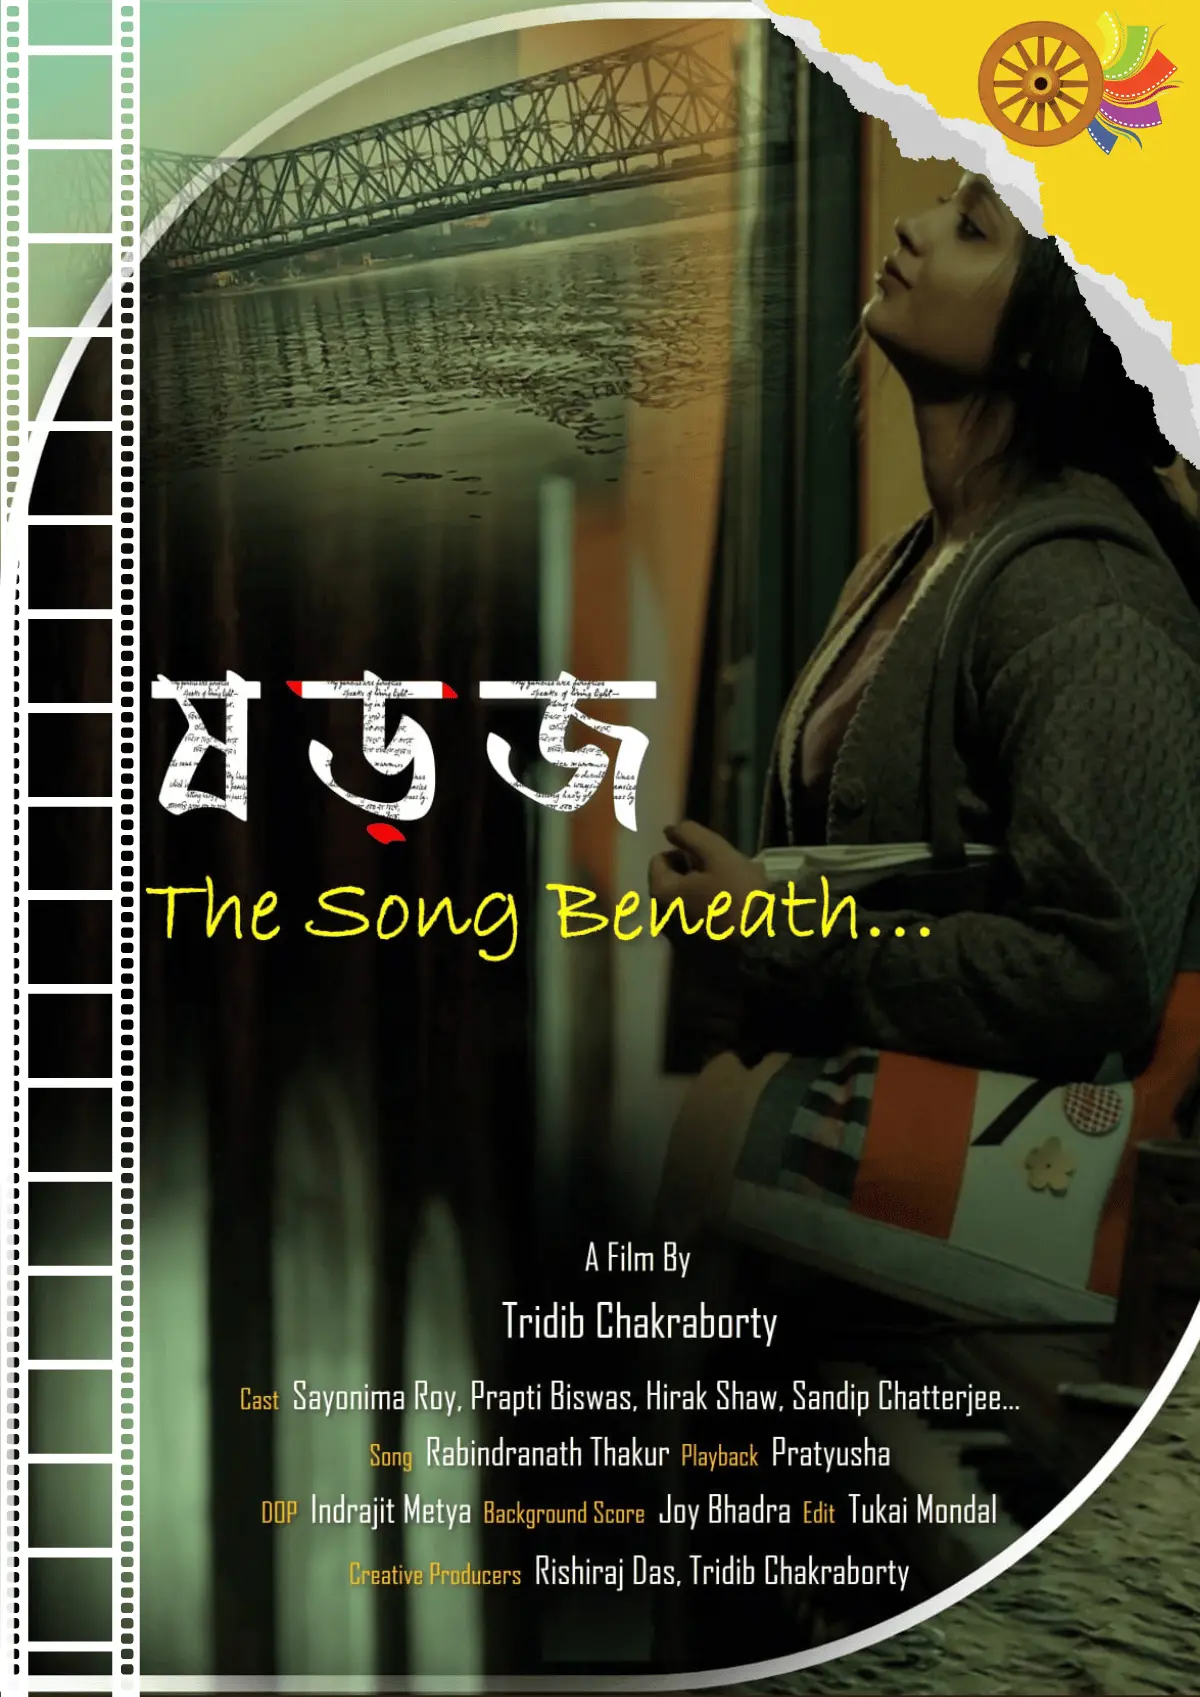 ষড়জ
The Song Beneath...
A Film By
Tridib Chakraborty
Cast Sayonima Roy, Prapti Biswas, Hirak Shaw, Sandip Chatterjee...
Song Rabindranath Thakur Playback Pratyusha
DOP Indrajit Metya Background Score Joy Bhadra Edit Tukai Mondal
Creative Producers Rishiraj Das, Tridib Chakraborty